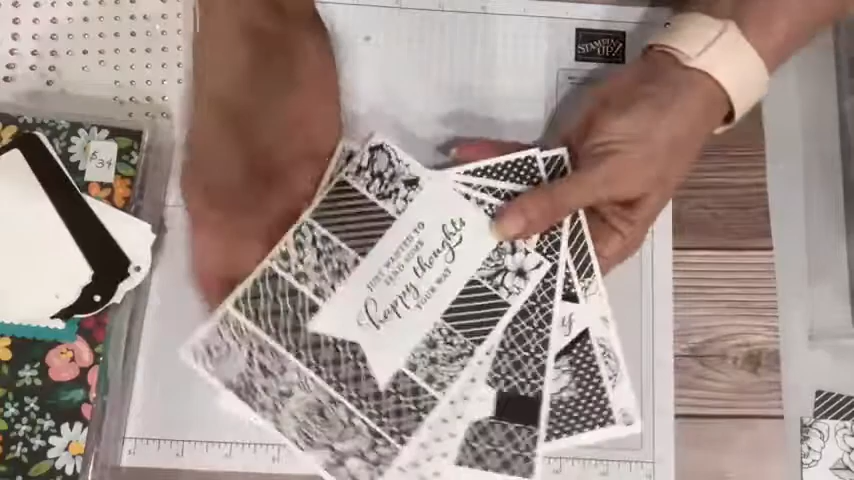 STAMPIN' UP!
$34
JUST WANTED TO
SEND SOME
happy thoughts
YOUR WAY